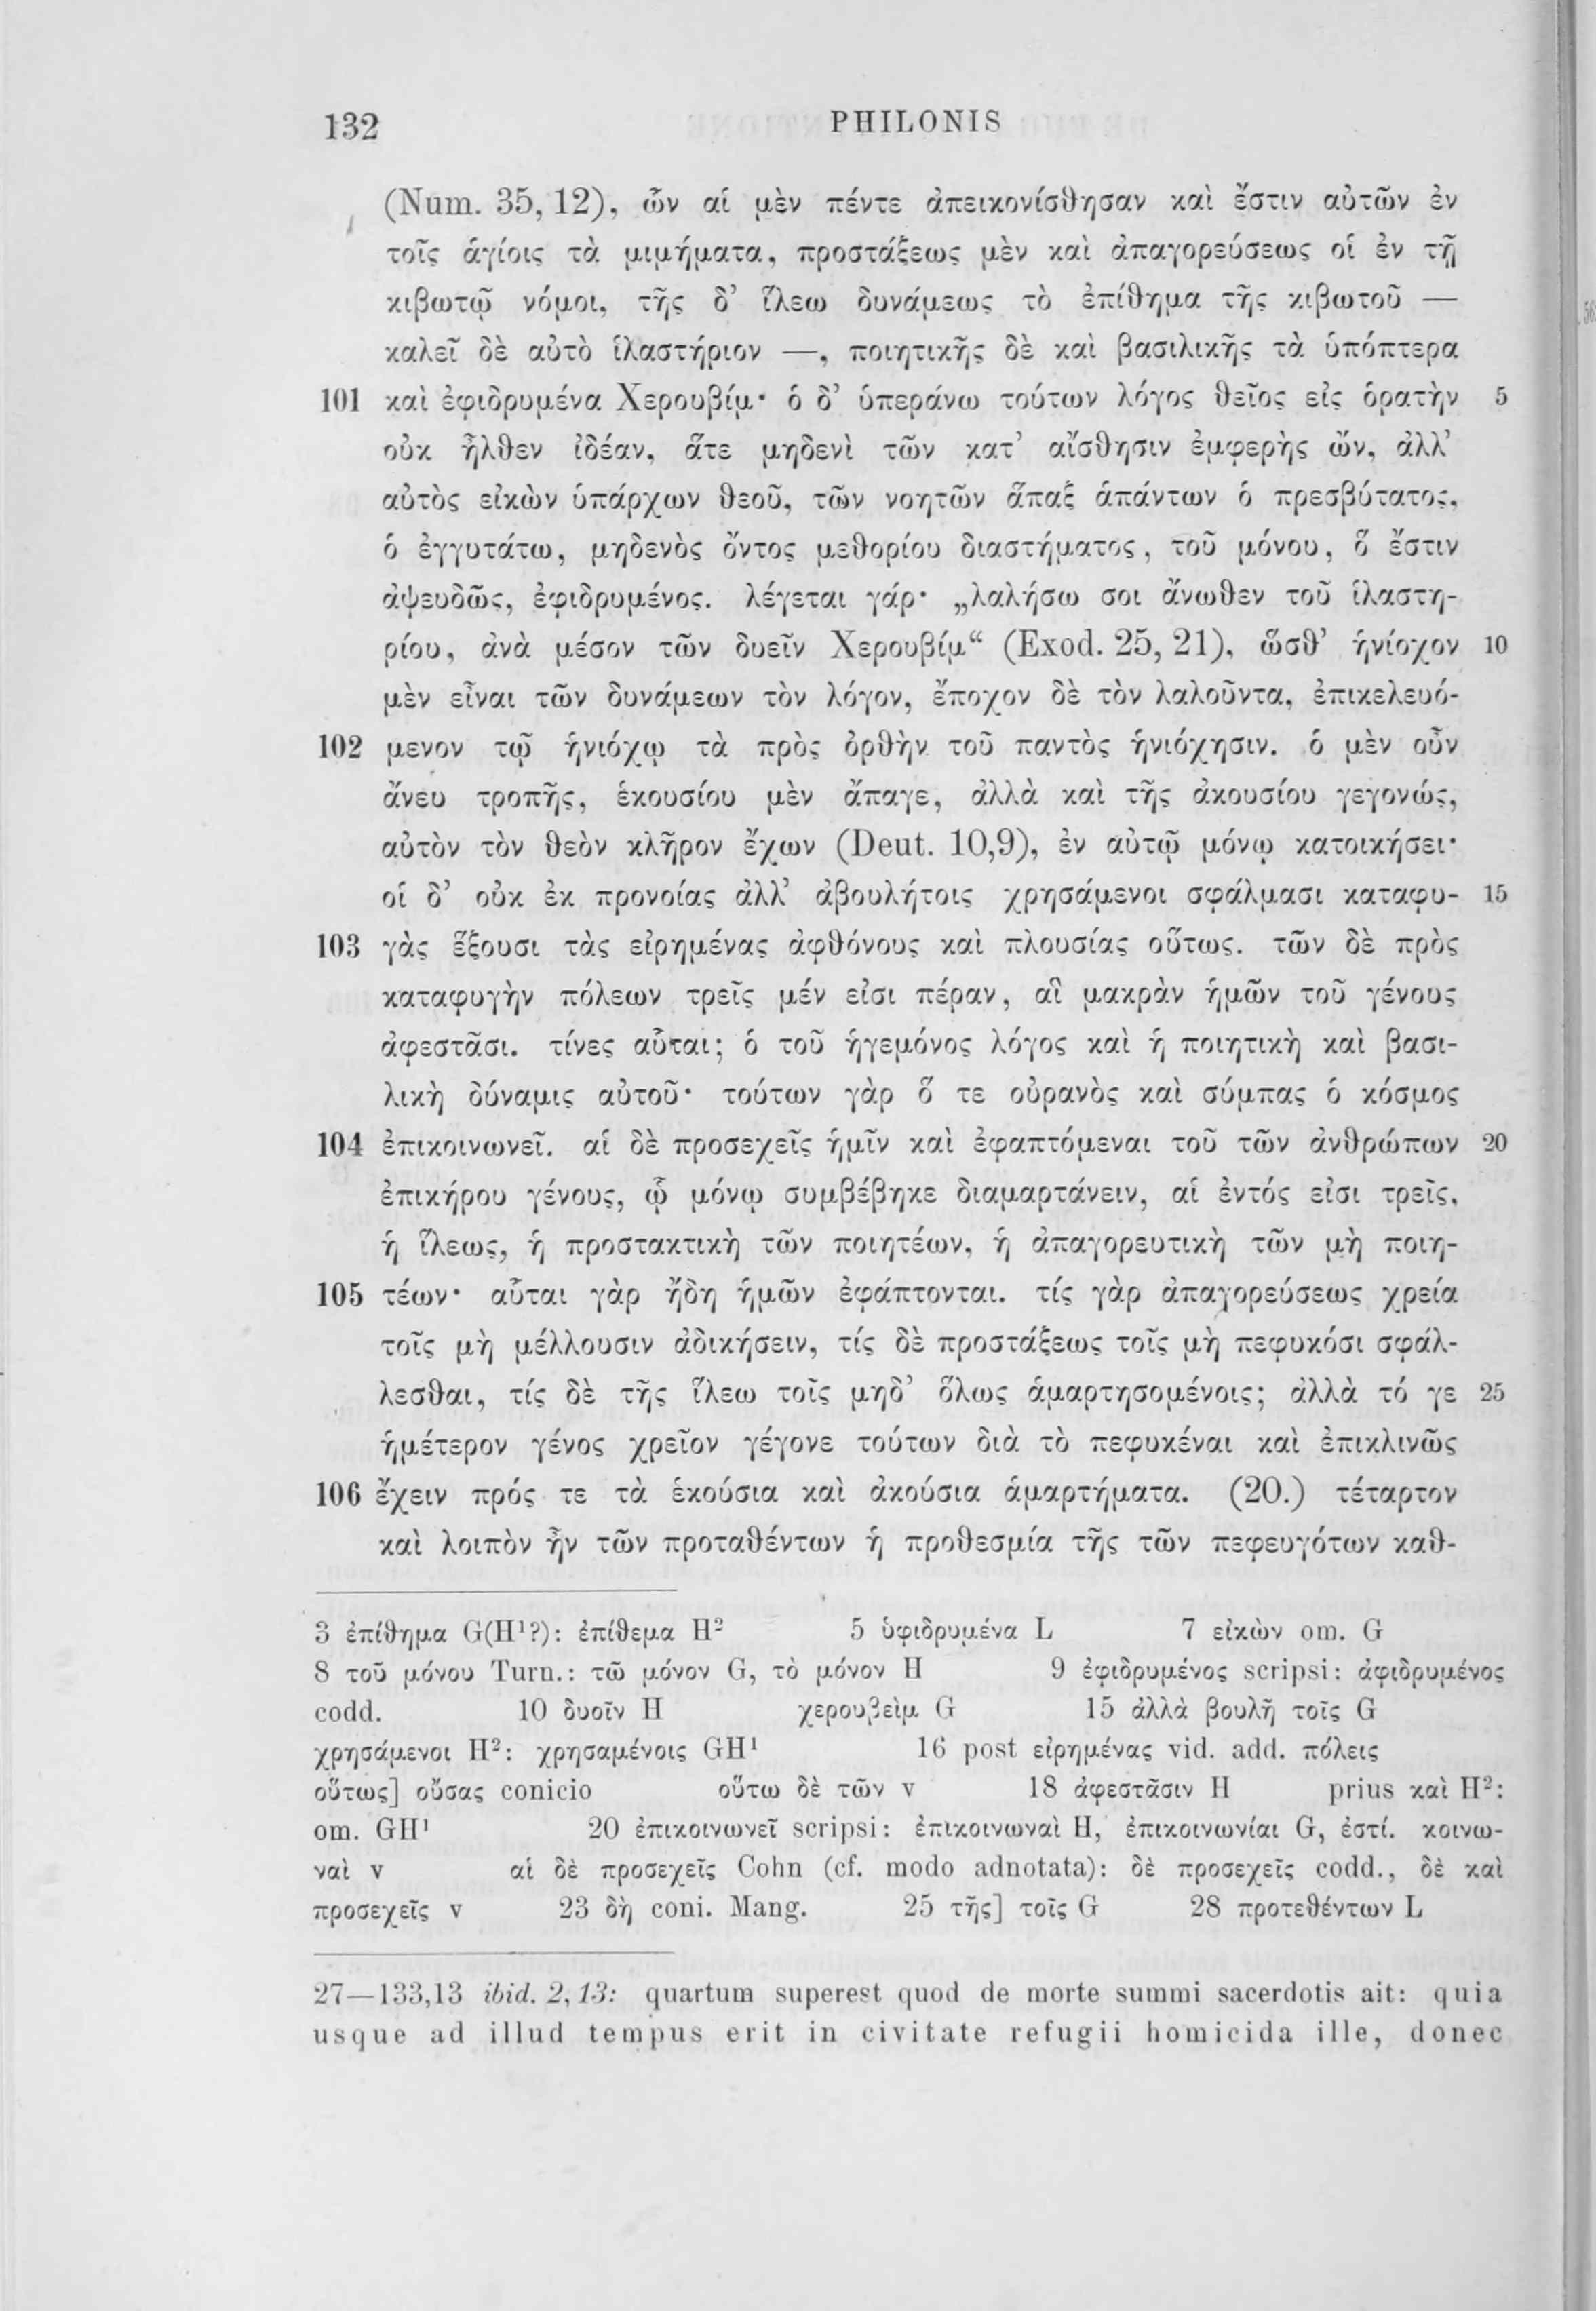 132 PHILONIS
(Num. 35, 12), ὧν αἱ μὲν πέντε ἀπεικονίσθησαν καὶ ἔστιν αὐτῶν ἐν
τοῖς ἁγίοις τὰ μιμήματα, προστάξεως μὲν καὶ ἀπαγορεύσεως οἱ ἐν τῇ
κιβωτῷ νόμοι, τῆς δ’ ἵλεω δυνάμεως τὸ ἐπίθημα τῆς κιβωτοῦ —
καλεῖ δὲ αὐτὸ ἱλαστήριον —, ποιητικῆς δὲ καὶ βασιλικῆς τὰ ὑπόπτερα
101 καὶ ἐφιδρυμένα Χερουβίμ· ὁ δ’ ὑπεράνω τούτων λόγος θεῖος εἰς ὁρατὴν 5
οὐκ ἦλθεν ἰδέαν, ἅτε μηδενὶ τῶν κατ’ αἴσθησιν ἐμφερὴς ὤν, ἀλλ’
αὐτὸς εἰκὼν ὑπάρχων θεοῦ, τῶν νοητῶν ἅπαξ ἁπάντων ὁ πρεσβύτατος,
ὁ ἐγγυτάτω, μηδενὸς ὄντος μεθορίου διαστήματος, τοῦ μόνου, ὅ ἔστιν
ἀψευδῶς, ἐφιδρυμένος. λέγεται γάρ· „λαλήσω σοι ἄνωθεν τοῦ ἱλαστη-
ρίου, ἀνὰ μέσον τῶν δυεῖν Χερουβίμ“ (Exod. 25, 21), ὥσθ’ ἡνίοχον 10
μὲν εἶναι τῶν δυνάμεων τὸν λόγον, ἔποχον δὲ τὸν λαλοῦντα, ἐπικελευό-
102 μενον τῷ ἡνιόχῳ τὰ πρὸς ὀρθὴν τοῦ παντὸς ἡνιόχησιν. ὁ μὲν οὖν
ἄνευ τροπῆς, ἑκουσίου μὲν ἄπαγε, ἀλλὰ καὶ τῆς ἀκουσίου γεγονώς,
αὐτὸν τὸν θεὸν κλῆρον ἔχων (Deut. 10,9), ἐν αὐτῷ μόνῳ κατοικήσει·
οἱ δ’ οὐκ ἐκ προνοίας ἀλλ’ ἀβουλήτοις χρησάμενοι σφάλμασι καταφυ- 15
103 γὰς ἕξουσι τὰς εἰρημένας ἀφθόνους καὶ πλουσίας οὕτως. τῶν δὲ πρὸς
καταφυγὴν πόλεων τρεῖς μέν εἰσι πέραν, αἳ μακρὰν ἡμῶν τοῦ γένους
ἀφεστᾶσι. τίνες αὗται; ὁ τοῦ ἡγεμόνος λόγος καὶ ἡ ποιητικὴ καὶ βασι-
λικὴ δύναμις αὐτοῦ· τούτων γὰρ ὅ τε οὐρανὸς καὶ σύμπας ὁ κόσμος
104 ἐπικοινωνεῖ. αἱ δὲ προσεχεῖς ἡμῖν καὶ ἐφαπτόμεναι τοῦ τῶν ἀνθρώπων 20
ἐπικήρου γένους, ᾧ μόνῳ συμβέβηκε διαμαρτάνειν, αἱ ἐντός εἰσι τρεῖς,
ἡ ἵλεως, ἡ προστακτικὴ τῶν ποιητέων, ἡ ἀπαγορευτικὴ τῶν μὴ ποιη-
105 τέων· αὗται γὰρ ἤδη ἡμῶν ἐφάπτονται. τίς γὰρ ἀπαγορεύσεως χρεία
τοῖς μὴ μέλλουσιν ἀδικήσειν, τίς δὲ προστάξεως τοῖς μὴ πεφυκόσι σφάλ-
λεσθαι, τίς δὲ τῆς ἵλεω τοῖς μηδ’ ὅλως ἁμαρτησομένοις; ἀλλὰ τό γε 25
ἡμέτερον γένος χρεῖον γέγονε τούτων διὰ τὸ πεφυκέναι καὶ ἐπικλινῶς
106 ἔχειν πρός τε τὰ ἑκούσια καὶ ἀκούσια ἁμαρτήματα. (20.) τέταρτον
καὶ λοιπὸν ἦν τῶν προταθέντων ἡ προθεσμία τῆς τῶν πεφευγότων καθ-
3 ἐπίθημα G(H¹?): ἐπίθεμα H² 5 ὑφιδρυμένα L 7 εἰκὼν om. G
8 τοῦ μόνου Turn.: τῶ μόνον G, τὸ μόνον H 9 ἐφιδρυμένος scripsi: ἀφιδρυμένος
codd. 10 δυοῖν H χερουβεὶμ G 15 ἀλλὰ βουλῆ τοῖς G
χρησάμενοι H²: χρησαμένοις GH¹ 16 post εἰρημένας vid. add. πόλεις
οὕτως] οὔσας conicio οὕτω δὲ τῶν v 18 ἀφεστᾶσιν H prius καὶ H²:
om. GH¹ 20 ἐπικοινωνεῖ scripsi: ἐπικοινωναὶ H, ἐπικοινωνίαι G, ἐστί. κοινω-
ναὶ v αἱ δὲ προσεχεῖς Cohn (cf. modo adnotata): δὲ προσεχεῖς codd., δὲ καὶ
προσεχεῖς v 23 δὴ coni. Mang. 25 τῆς] τοῖς G 28 προτεθέντων L
27—133,13 ibid. 2,13: quartum superest quod de morte summi sacerdotis ait: quia
usque ad illud tempus erit in civitate refugii homicida ille, donec